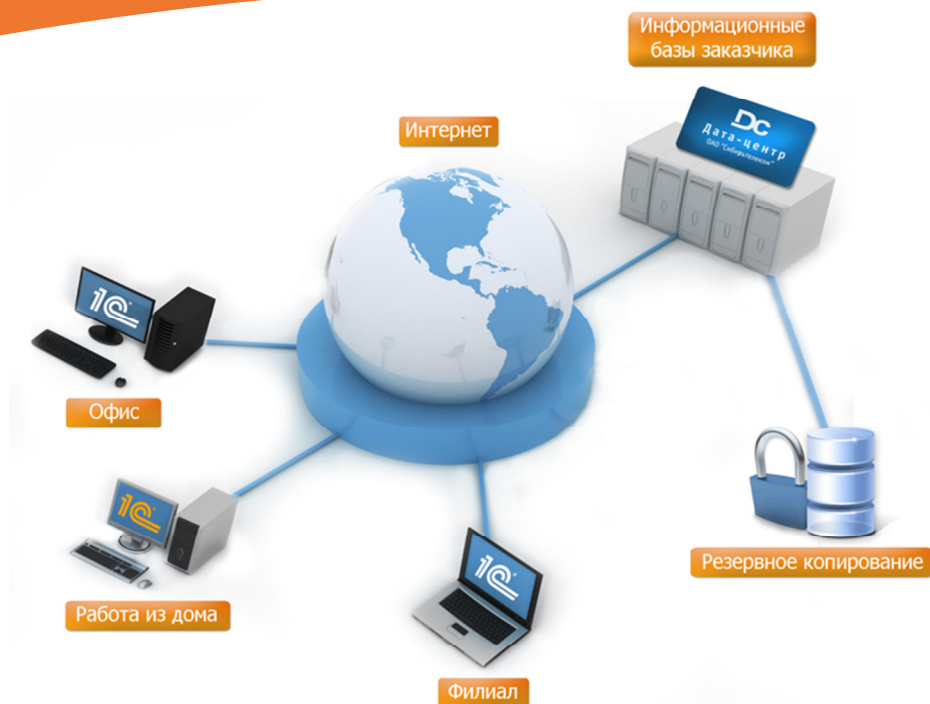 Информационные
базы заказчика
DC
Дата-центр
ОАО "Сибирьтелеком"
Интернет
1С
Офис
1С
Работа из дома
1С
Филиал
Резервное копирование